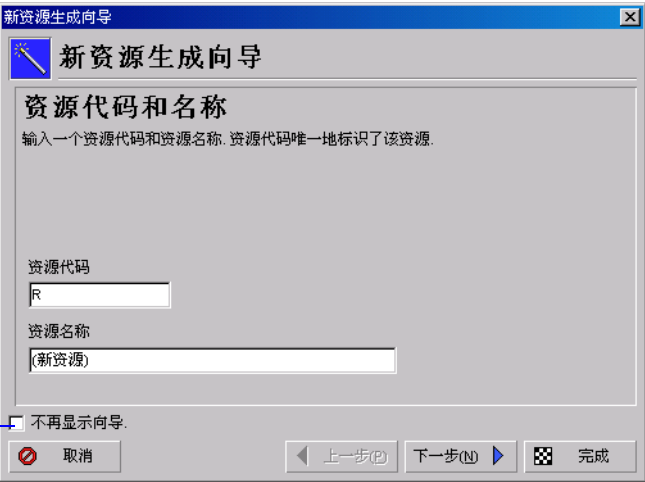 新资源生成向导
新资源生成向导
资源代码和名称
输入一个资源代码和资源名称. 资源代码唯一地标识了该资源.
资源代码
R
资源名称
(新资源)
不再显示向导.
取消 上一步(P) 下一步(N) 完成